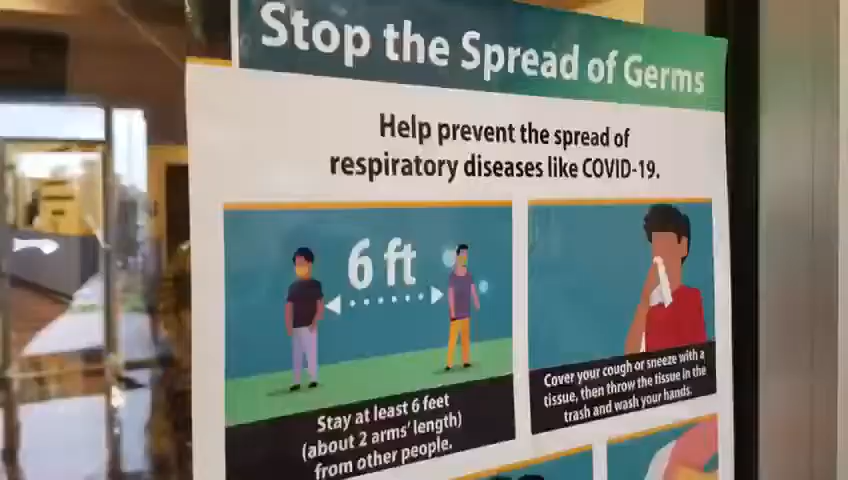 Stop the Spread of Germs
Help prevent the spread of
respiratory diseases like COVID-19.
6 ft
Stay at least 6 feet
(about 2 arms' length)
from other people.
Cover your cough or sneeze with a
tissue, then throw the tissue in the
trash and wash your hands.